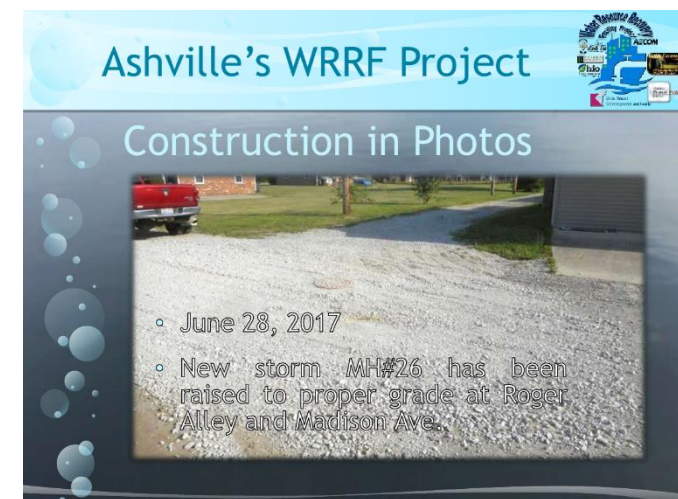 Ashville's WRRF Project
AECOM
Construction in Photos
• June 28, 2017
• New storm MH#26 has been
raised to proper grade at Roger
Alley and Madison Ave.